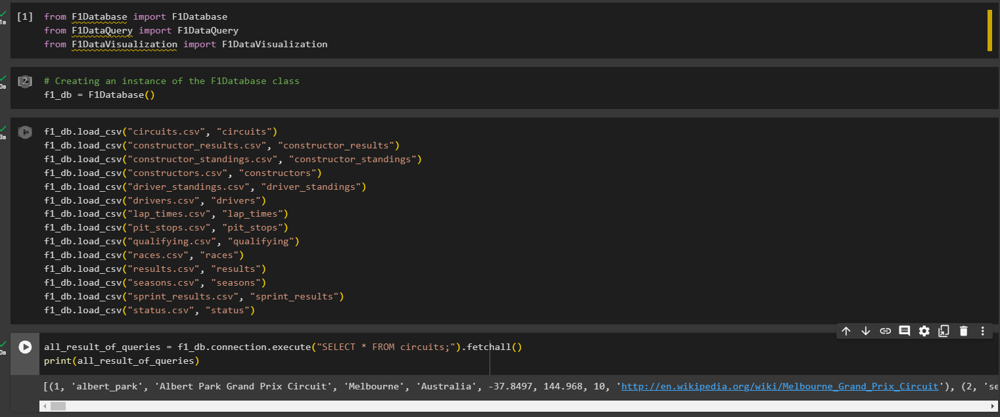 [1] from F1Database import F1Database
from F1DataQuery import F1DataQuery
from F1DataVisualization import F1DataVisualization
1s
[2] # Creating an instance of the F1Database class
f1_db = F1Database()
0s
f1_db.load_csv("circuits.csv", "circuits")
3s
f1_db.load_csv("constructor_results.csv", "constructor_results")
f1_db.load_csv("constructor_standings.csv", "constructor_standings")
f1_db.load_csv("constructors.csv", "constructors")
f1_db.load_csv("driver_standings.csv", "driver_standings")
f1_db.load_csv("drivers.csv", "drivers")
f1_db.load_csv("lap_times.csv", "lap_times")
f1_db.load_csv("pit_stops.csv", "pit_stops")
f1_db.load_csv("qualifying.csv", "qualifying")
f1_db.load_csv("races.csv", "races")
f1_db.load_csv("results.csv", "results")
f1_db.load_csv("seasons.csv", "seasons")
f1_db.load_csv("sprint_results.csv", "sprint_results")
f1_db.load_csv("status.csv", "status")
all_result_of_queries = f1_db.connection.execute("SELECT * FROM circuits;").fetchall()
0s
print(all_result_of_queries)
[(1, 'albert_park', 'Albert Park Grand Prix Circuit', 'Melbourne', 'Australia', -37.8497, 144.968, 10, 'http://en.wikipedia.org/wiki/Melbourne_Grand_Prix_Circuit'), (2, 'se